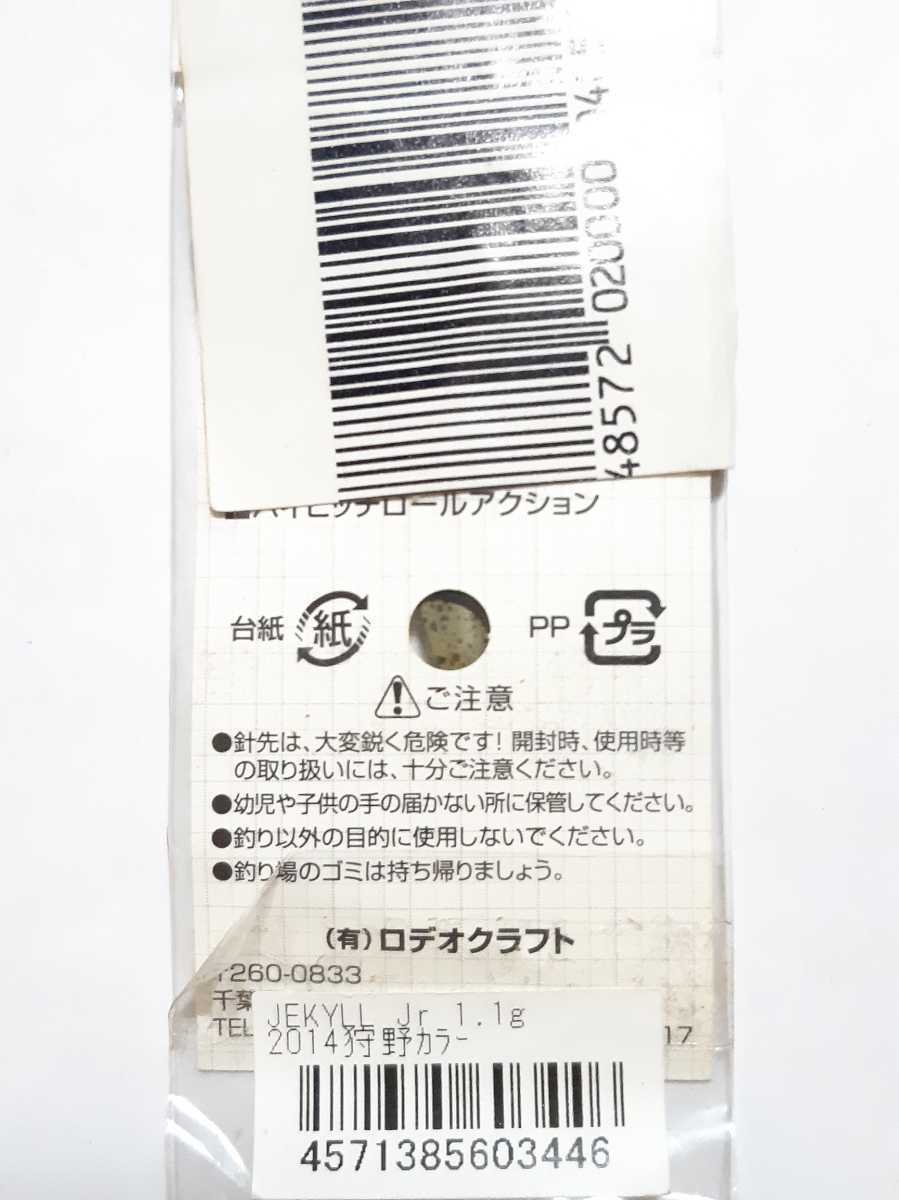 48572 02000
ハイピッチロールアクション
台紙 紙 PP プラ
ご注意
●針先は、大変鋭く危険です! 開封時、使用時等
の取り扱いには、十分ご注意ください。
●幼児や子供の手の届かない所に保管してください。
●釣り以外の目的に使用しないでください。
●釣り場のゴミは持ち帰りましょう。
(有)ロデオクラフト
〒260-0833
千葉
TEL 17
JEKYLL Jr 1.1g
2014狩野カラー
4571385603446